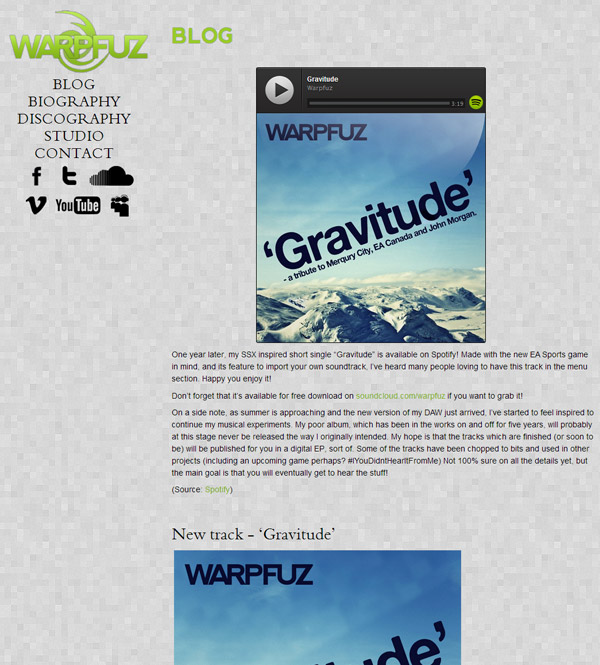 WARPFUZ
BLOG
BIOGRAPHY
DISCOGRAPHY
STUDIO
CONTACT
You Tube
BLOG
Gravitude
Warpfuz
3:19
WARPFUZ
‘Gravitude’
- a tribute to Merqury City, EA Canada and John Morgan.
One year later, my SSX inspired short single “Gravitude” is available on Spotify! Made with the new EA Sports game
in mind, and its feature to import your own soundtrack, I’ve heard many people loving to have this track in the menu
section. Happy you enjoy it!
Don’t forget that it’s available for free download on soundcloud.com/warpfuz if you want to grab it!
On a side note, as summer is approaching and the new version of my DAW just arrived, I’ve started to feel inspired to
continue my musical experiments. My poor album, which has been in the works on and off for five years, will probably
at this stage never be released the way I originally intended. My hope is that the tracks which are finished (or soon to
be) will be published for you in a digital EP, sort of. Some of the tracks have been chopped to bits and used in other
projects (including an upcoming game perhaps? #IYouDidntHearItFromMe) Not 100% sure on all the details yet, but
the main goal is that you will eventually get to hear the stuff!
(Source: Spotify)
New track – ‘Gravitude’
WARPFUZ